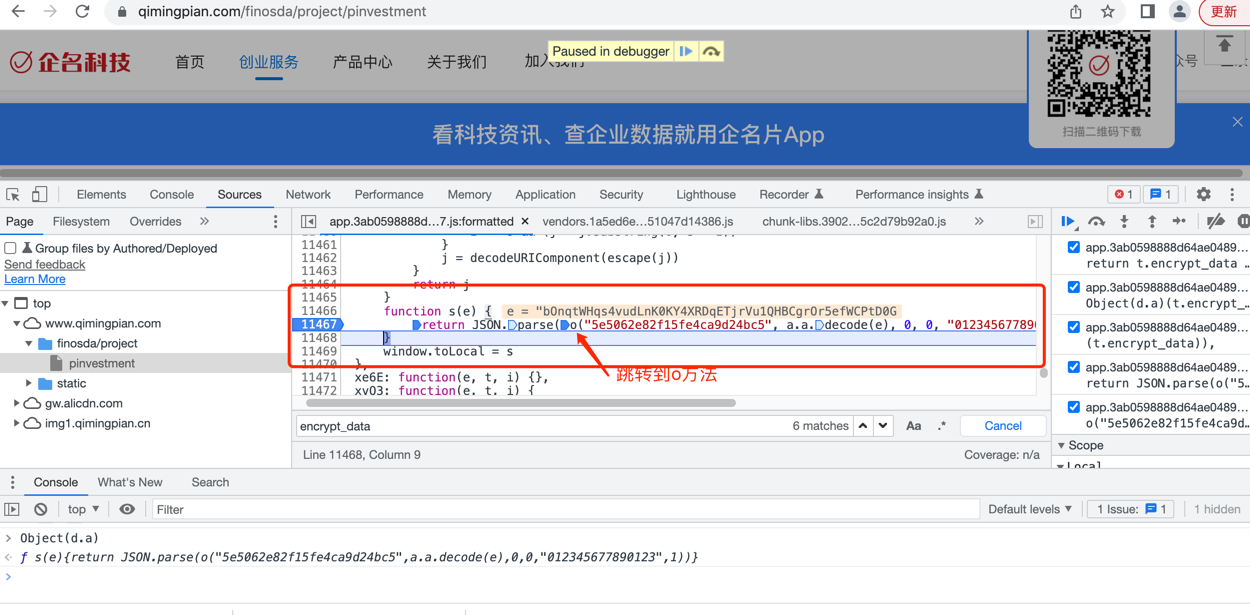 qimingpian.com/finosda/project/pinvestment
更新
Paused in debugger
企名科技
首页
创业服务
产品中心
关于我们
加入我们
众号
扫描二维码下载
看科技资讯、查企业数据就用企名片App
Elements Console Sources Network Performance Memory Application Security Lighthouse Recorder Performance insights 1 1
Page Filesystem Overrides
app.3ab0598888d...7.js:formatted
vendors.1a5ed6e...51047d14386.js
chunk-libs.3902...5c2d79b92a0.js
Group files by Authored/Deployed
Send feedback
Learn More
top
www.qimingpian.com
finosda/project
pinvestment
static
gw.alicdn.com
img1.qimingpian.cn
11461 }
11462 j = decodeURIComponent(escape(j))
11463 }
11464 return j
11465 }
11466 function s(e) { e = "bOnqtWHqs4vudLnK0KY4XRDqETjrVu1QHBCgrOr5efWCPtD0G
11467 return JSON.parse(o("5e5062e82f15fe4ca9d24bc5", a.a.decode(e), 0, 0, "01234567789
11468 }
11469 window.toLocal = s
11470 },
11471 xe6E: function(e, t, i) {},
11472 xvO3: function(e, t, i) {
跳转到o方法
encrypt_data
6 matches
Aa .* Cancel
Line 11468, Column 9
Coverage: n/a
app.3ab0598888d64ae0489...
return t.encrypt_data ...
app.3ab0598888d64ae0489...
Object(d.a)(t.encrypt_...
app.3ab0598888d64ae0489...
(t.encrypt_data)),
app.3ab0598888d64ae0489...
return JSON.parse(o("5...
app.3ab0598888d64ae0489...
o("5e5062e82f15fe4ca9d...
Scope
Local
Console What's New Search
top Filter Default levels 1 Issue: 1 1 hidden
Object(d.a)
ƒ s(e){return JSON.parse(o("5e5062e82f15fe4ca9d24bc5",a.a.decode(e),0,0,"012345677890123",1))}